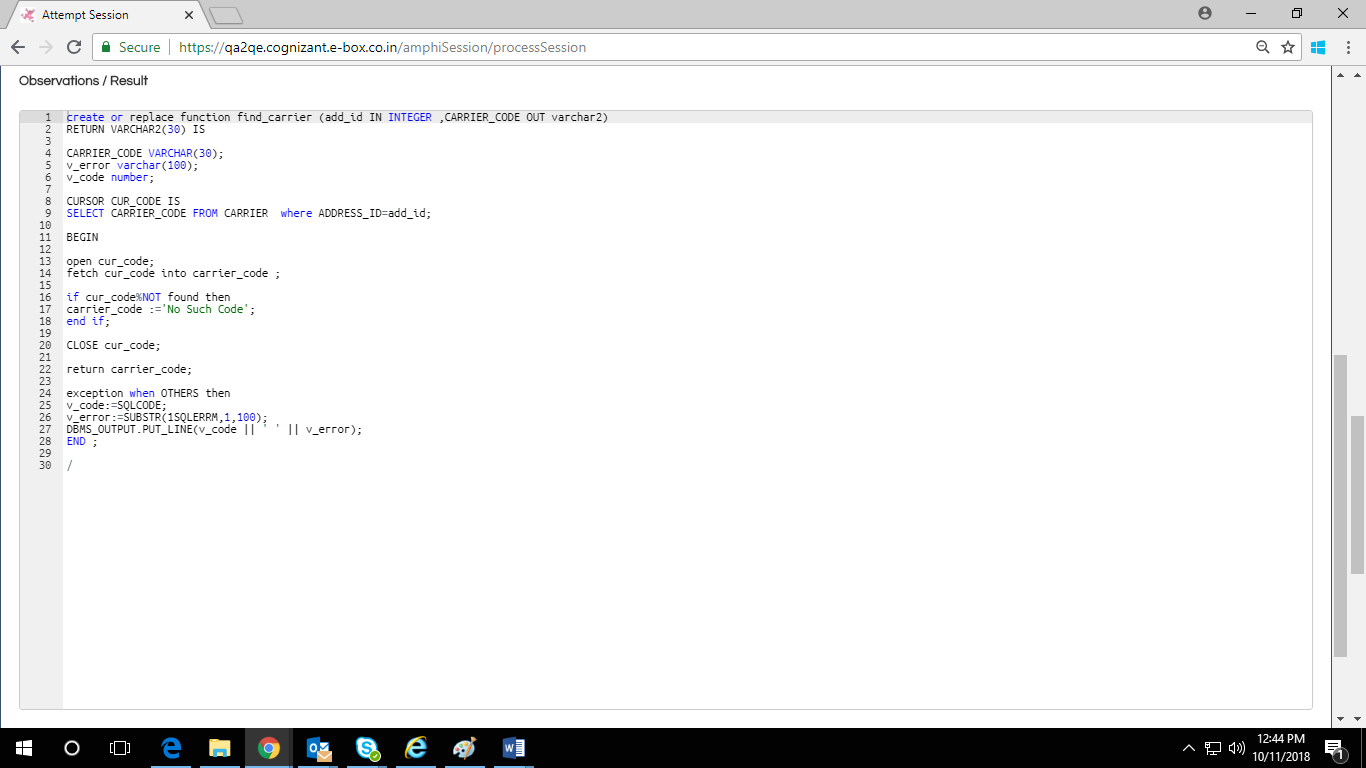 Attempt Session
Secure https://qa2qe.cognizant.e-box.co.in/amphiSession/processSession
Observations / Result
1 create or replace function find_carrier (add_id IN INTEGER ,CARRIER_CODE OUT varchar2)
2 RETURN VARCHAR2(30) IS
3
4 CARRIER_CODE VARCHAR(30);
5 v_error varchar(100);
6 v_code number;
7
8 CURSOR CUR_CODE IS
9 SELECT CARRIER_CODE FROM CARRIER  where ADDRESS_ID=add_id;
10
11 BEGIN
12
13 open cur_code;
14 fetch cur_code into carrier_code ;
15
16 if cur_code%NOT found then
17 carrier_code :='No Such Code';
18 end if;
19
20 CLOSE cur_code;
21
22 return carrier_code;
23
24 exception when OTHERS then
25 v_code:=SQLCODE;
26 v_error:=SUBSTR(1SQLERRM,1,100);
27 DBMS_OUTPUT.PUT_LINE(v_code || ' ' || v_error);
28 END ;
29
30 /
12:44 PM
10/11/2018
1